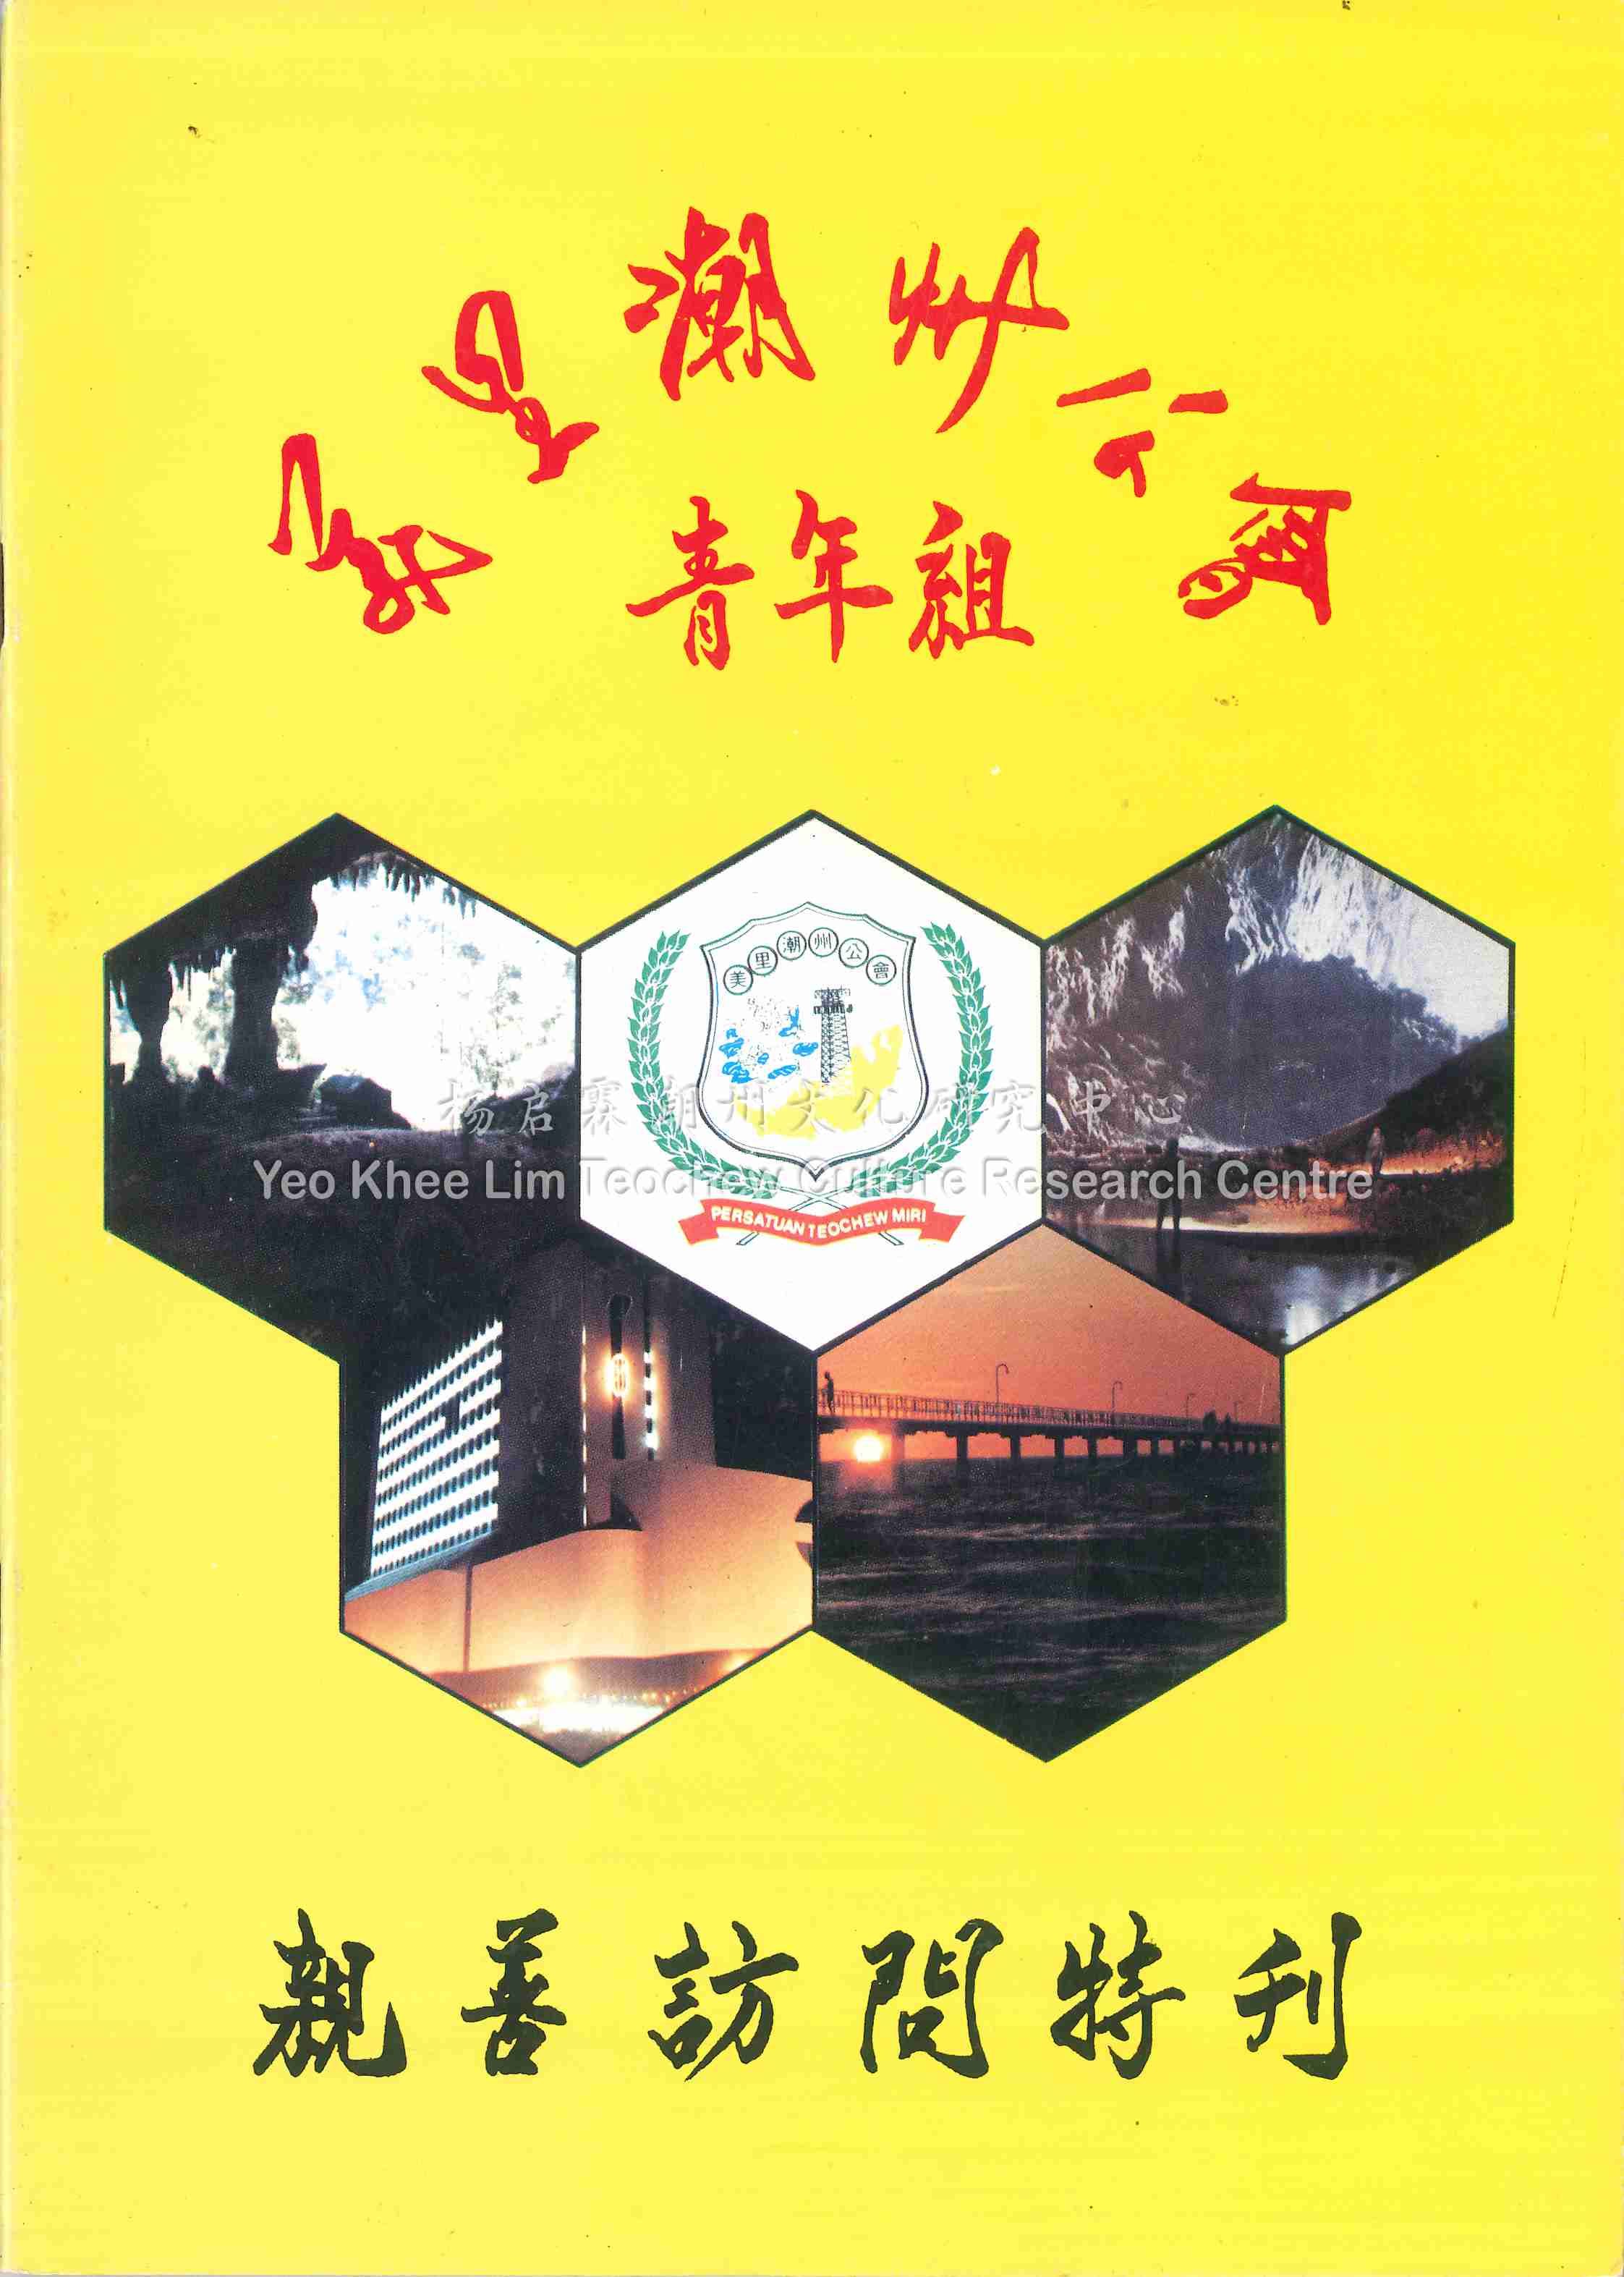 美里潮州公會
青年組
美里潮州公會
杨启霖潮州文化研究中心
Yeo Khee Lim Teochew Culture Research Centre
PERSATUAN TEOCHEW MIRI
親善訪問特刊